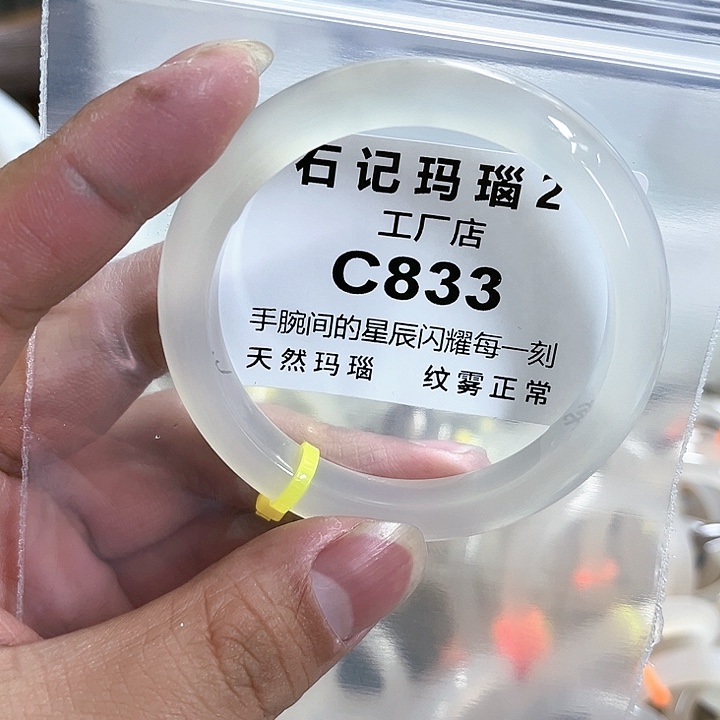 石记玛瑙2
工厂店
C833
手腕间的星辰闪耀每一刻
天然玛瑙 纹雾正常